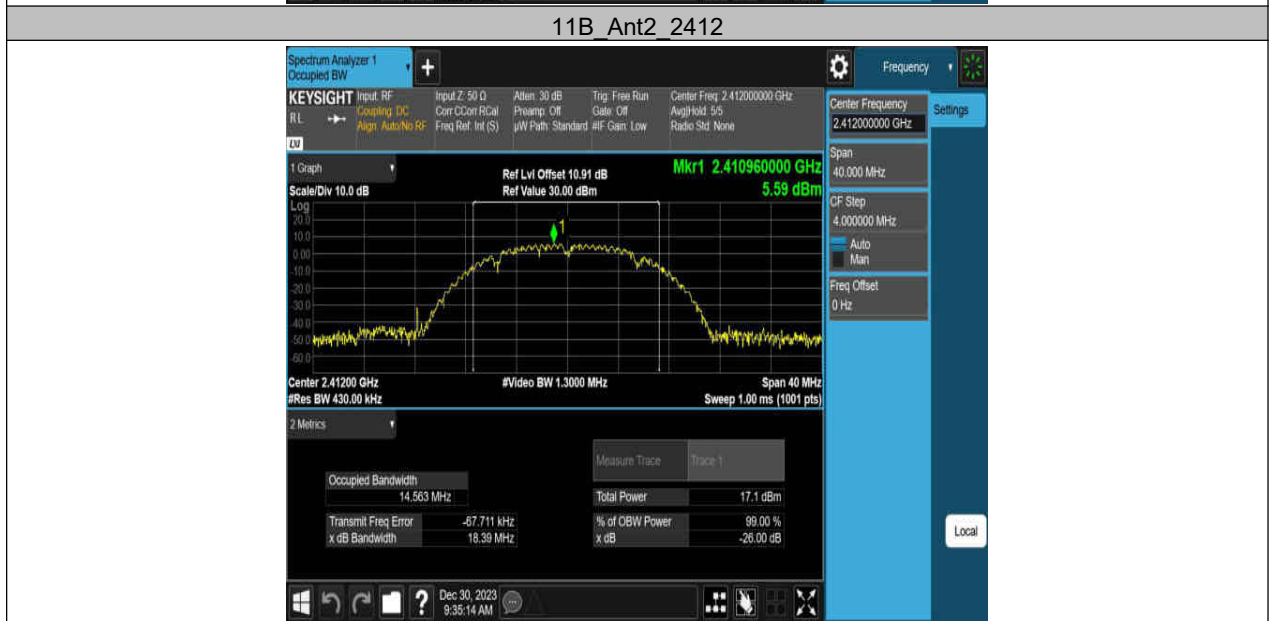 11B_Ant2_2412
Spectrum Analyzer 1
Occupied BW
+
Frequency
KEYSIGHT
RL
LXI
Input: RF
Coupling: DC
Align: Auto/No RF
Input Z: 50 Ω
Corr CCorr RCal
Freq Ref: Int (S)
Atten: 30 dB
Preamp: Off
µW Path: Standard
Trig: Free Run
Gate: Off
#IF Gain: Low
Center Freq: 2.412000000 GHz
Avg|Hold: 5/5
Radio Std: None
Center Frequency
2.412000000 GHz
Settings
Span
40.000 MHz
CF Step
4.000000 MHz
Auto
Man
Freq Offset
0 Hz
1 Graph
Scale/Div 10.0 dB
Ref Lvl Offset 10.91 dB
Ref Value 30.00 dBm
Mkr1 2.410960000 GHz
5.59 dBm
Log
20.0
10.0
0.00
-10.0
-20.0
-30.0
-40.0
-50.0
-60.0
1
Center 2.41200 GHz
#Res BW 430.00 kHz
#Video BW 1.3000 MHz
Span 40 MHz
Sweep 1.00 ms (1001 pts)
2 Metrics
Measure Trace
Trace 1
Occupied Bandwidth
14.563 MHz
Total Power
17.1 dBm
Transmit Freq Error
-67.711 kHz
% of OBW Power
99.00 %
x dB Bandwidth
18.39 MHz
x dB
-26.00 dB
Local
?
Dec 30, 2023
9:35:14 AM